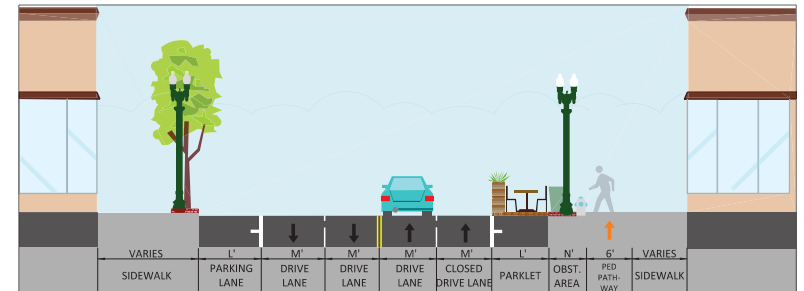 VARIES L' M' M' M' M' L' N' 6' VARIES
SIDEWALK
PARKING
LANE
DRIVE
LANE
DRIVE
LANE
DRIVE
LANE
CLOSED
DRIVE LANE
PARKLET
OBST.
AREA
PED
PATH-
WAY
SIDEWALK